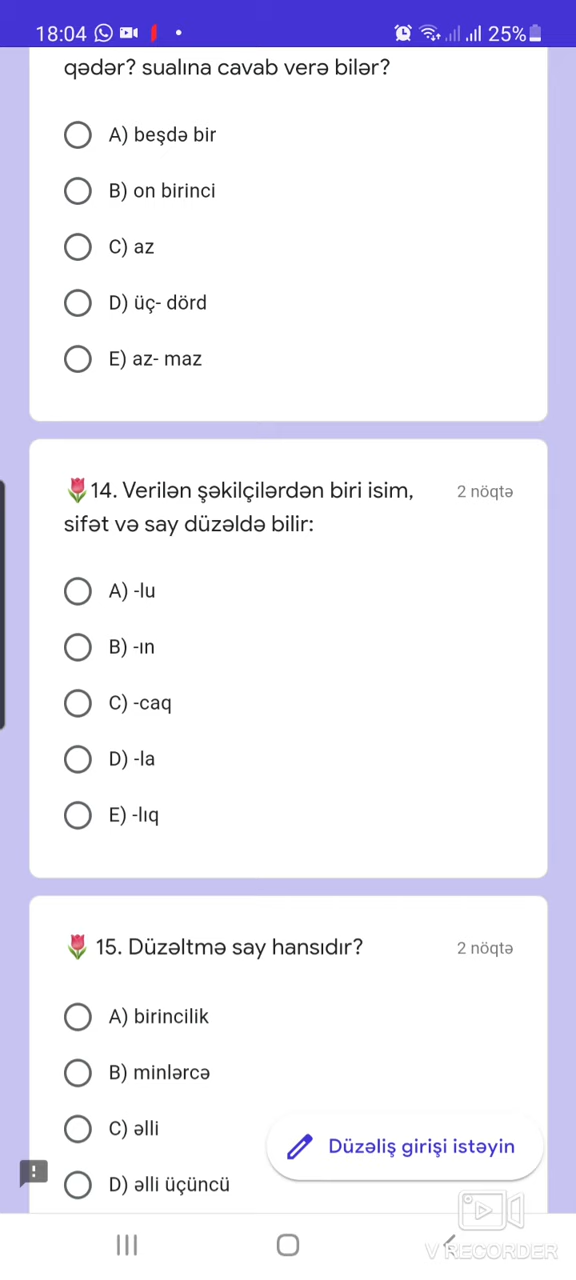 18:04
25%
qədər? sualına cavab verə bilər?
A) beşdə bir
B) on birinci
C) az
D) üç- dörd
E) az- maz
14. Verilən şəkilçilərdən biri isim, 2 nöqtə
sifət və say düzəldə bilir:
A) -lu
B) -ın
C) -caq
D) -la
E) -lıq
15. Düzəltmə say hansıdır? 2 nöqtə
A) birincilik
B) minlərcə
C) əlli
Düzəliş girişi istəyin
D) əlli üçüncü
V RECORDER